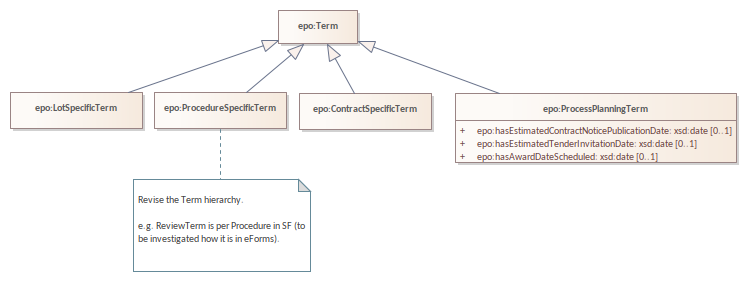 epo:Term
epo:LotSpecificTerm
epo:ProcedureSpecificTerm
epo:ContractSpecificTerm
epo:ProcessPlanningTerm
+ epo:hasEstimatedContractNoticePublicationDate: xsd:date [0..1]
+ epo:hasEstimatedTenderInvitationDate: xsd:date [0..1]
+ epo:hasAwardDateScheduled: xsd:date [0..1]
Revise the Term hierarchy.
e.g. ReviewTerm is per Procedure in SF (to
be investigated how it is in eForms).